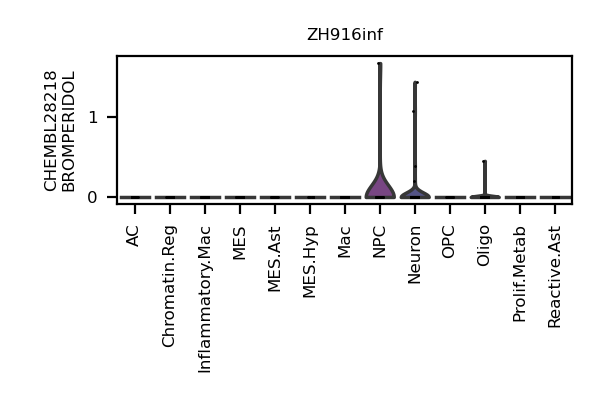 ZH916inf
CHEMBL28218
BROMPERIDOL
1
0
AC
Chromatin.Reg
Inflammatory.Mac
MES
MES.Ast
MES.Hyp
Mac
NPC
Neuron
OPC
Oligo
Prolif.Metab
Reactive.Ast